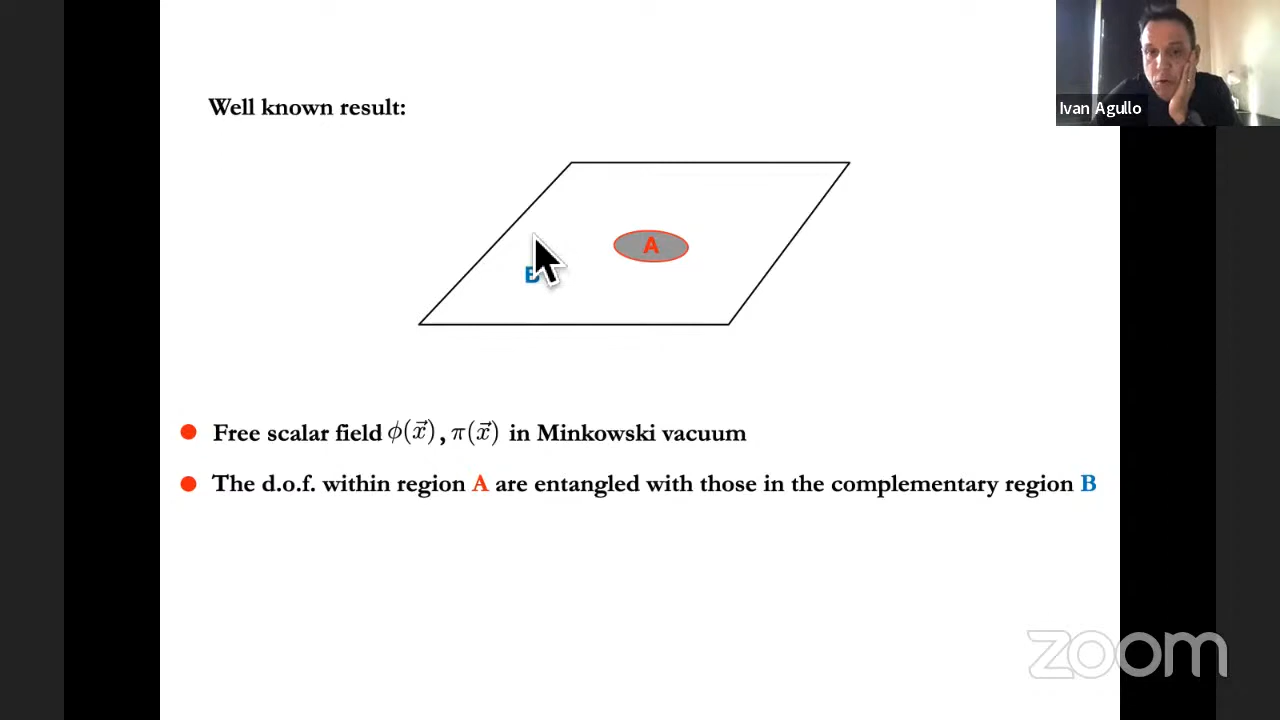 Ivan Agullo
Well known result:
A
B
Free scalar field ϕ(x⃗), π(x⃗) in Minkowski vacuum
The d.o.f. within region A are entangled with those in the complementary region B
zoom